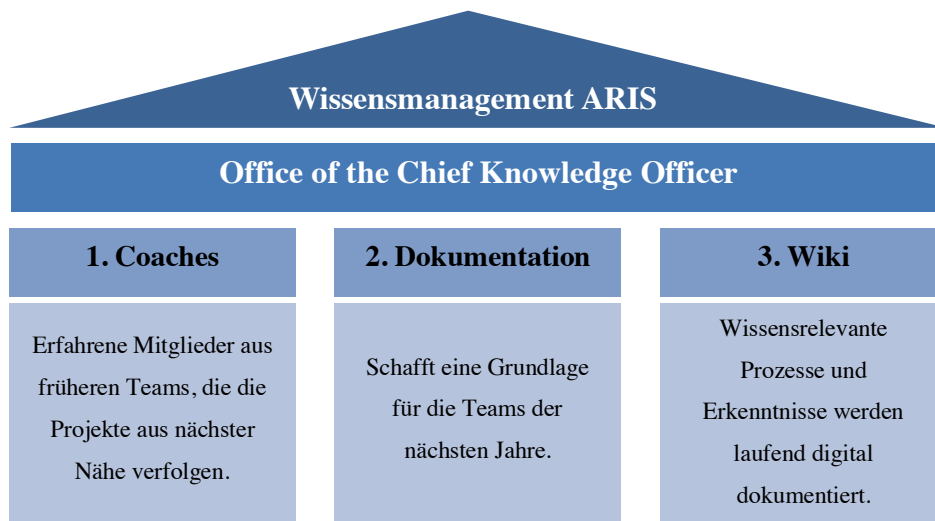 Wissensmanagement ARIS
Office of the Chief Knowledge Officer
1. Coaches
Erfahrene Mitglieder aus
früheren Teams, die die
Projekte aus nächster
Nähe verfolgen.
2. Dokumentation
Schafft eine Grundlage
für die Teams der
nächsten Jahre.
3. Wiki
Wissensrelevante
Prozesse und
Erkenntnisse werden
laufend digital
dokumentiert.